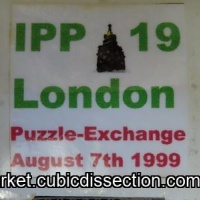 IPP 19
London
Puzzle-Exchange
August 7th 1999
rket.cubicdissection.com